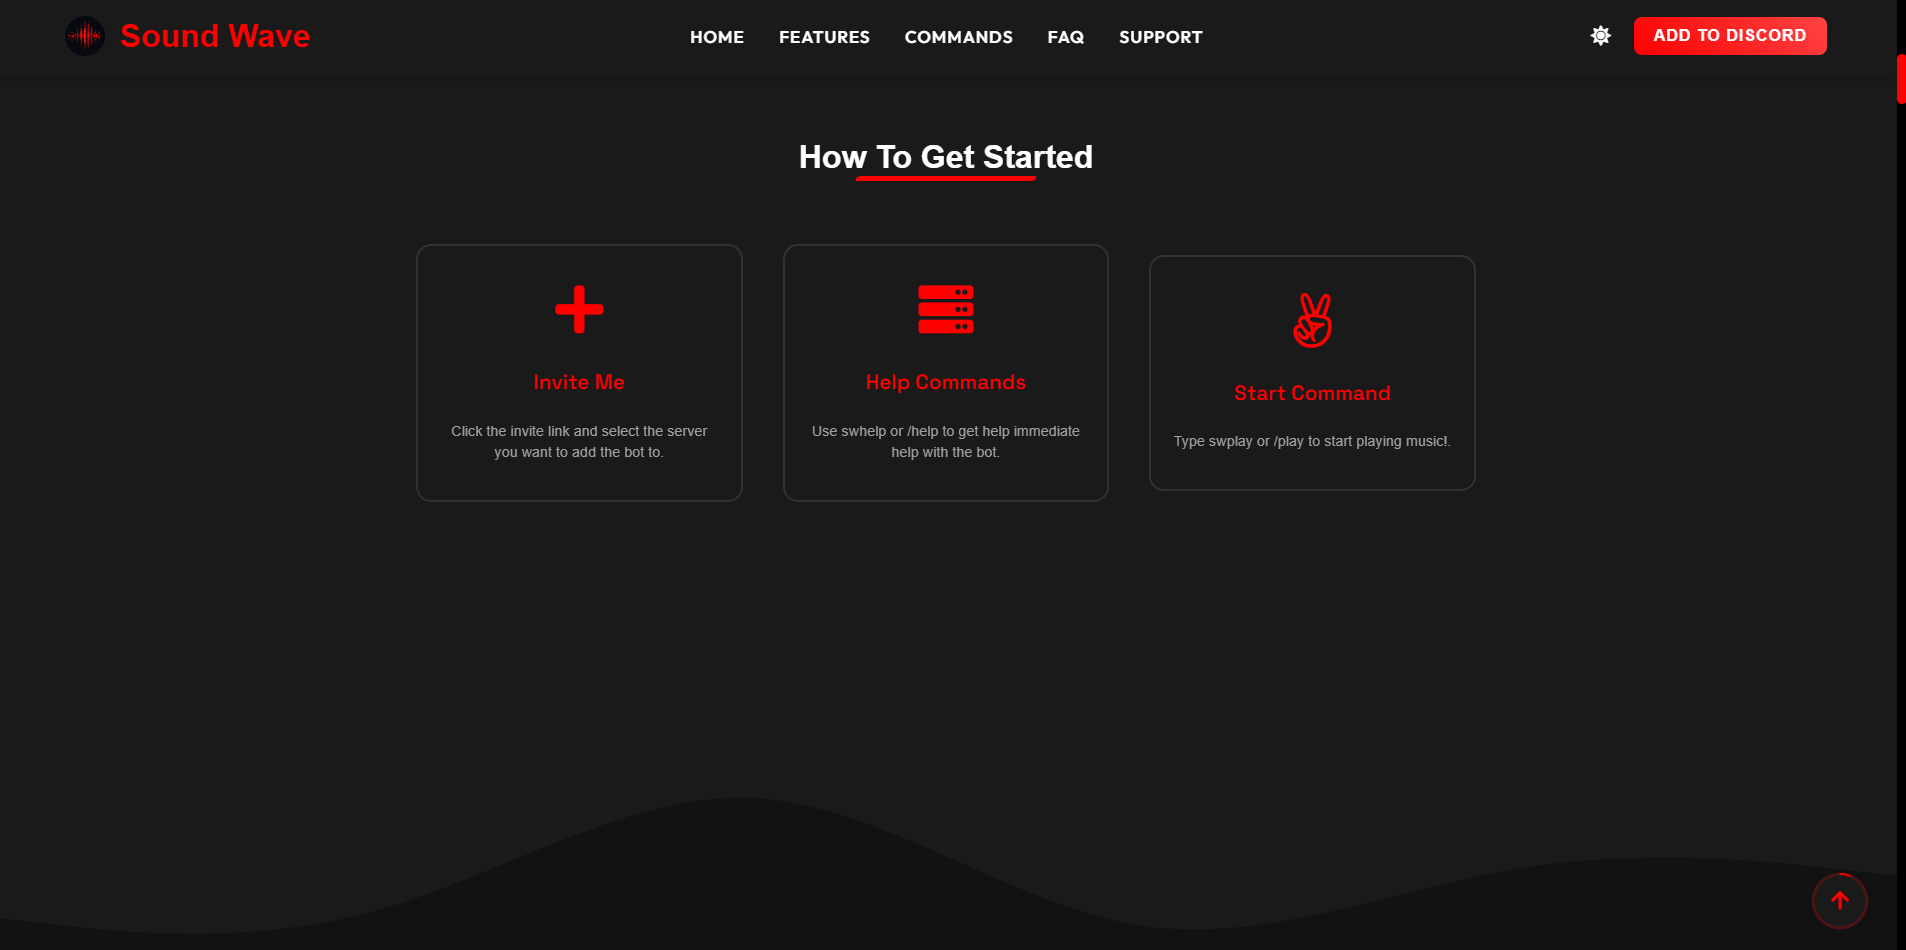 Sound Wave
HOME FEATURES COMMANDS FAQ SUPPORT
ADD TO DISCORD
How To Get Started
Invite Me
Click the invite link and select the server
you want to add the bot to.
Help Commands
Use swhelp or /help to get help immediate
help with the bot.
Start Command
Type swplay or /play to start playing music!.